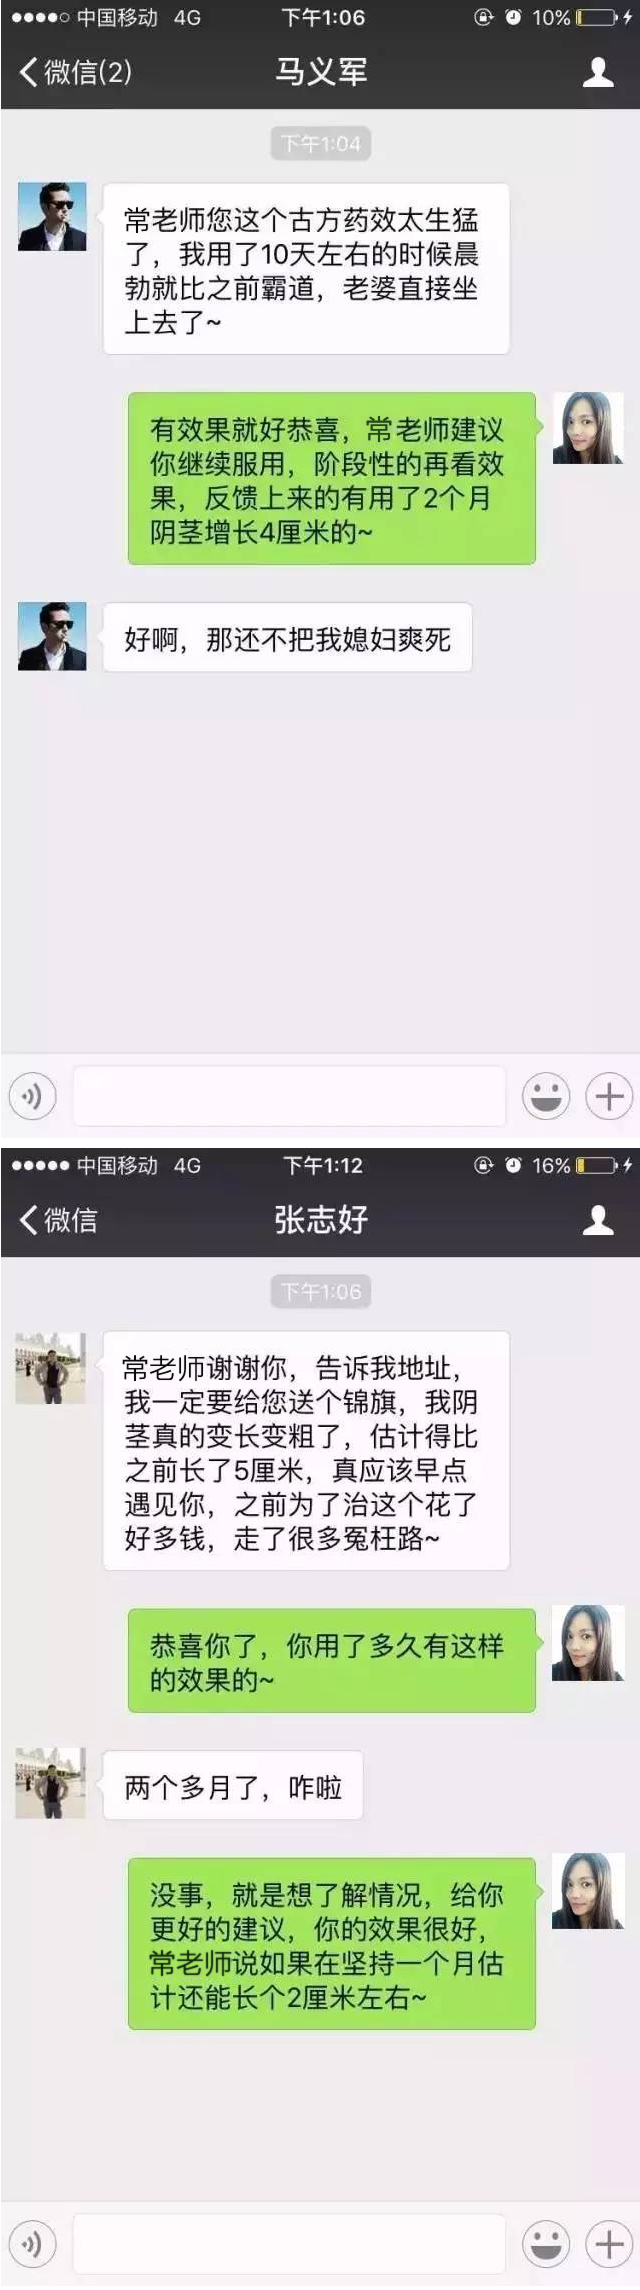 中国移动 4G 下午1:06 10%
微信(2) 马义军
下午1:04
常老师您这个古方药效太生猛
了，我用了10天左右的时候晨
勃就比之前霸道，老婆直接坐
上去了~
有效果就好恭喜，常老师建议
你继续服用，阶段性的再看效
果，反馈上来的有用了2个月
阴茎增长4厘米的~
好啊，那还不把我媳妇爽死
中国移动 4G 下午1:12 16%
微信 张志好
下午1:06
常老师谢谢你，告诉我地址，
我一定要给您送个锦旗，我阴
茎真的变长变粗了，估计得比
之前长了5厘米，真应该早点
遇见你，之前为了治这个花了
好多钱，走了很多冤枉路~
恭喜你了，你用了多久有这样
的效果的~
两个多月了，咋啦
没事，就是想了解情况，给你
更好的建议，你的效果很好，
常老师说如果在坚持一个月估
计还能长个2厘米左右~